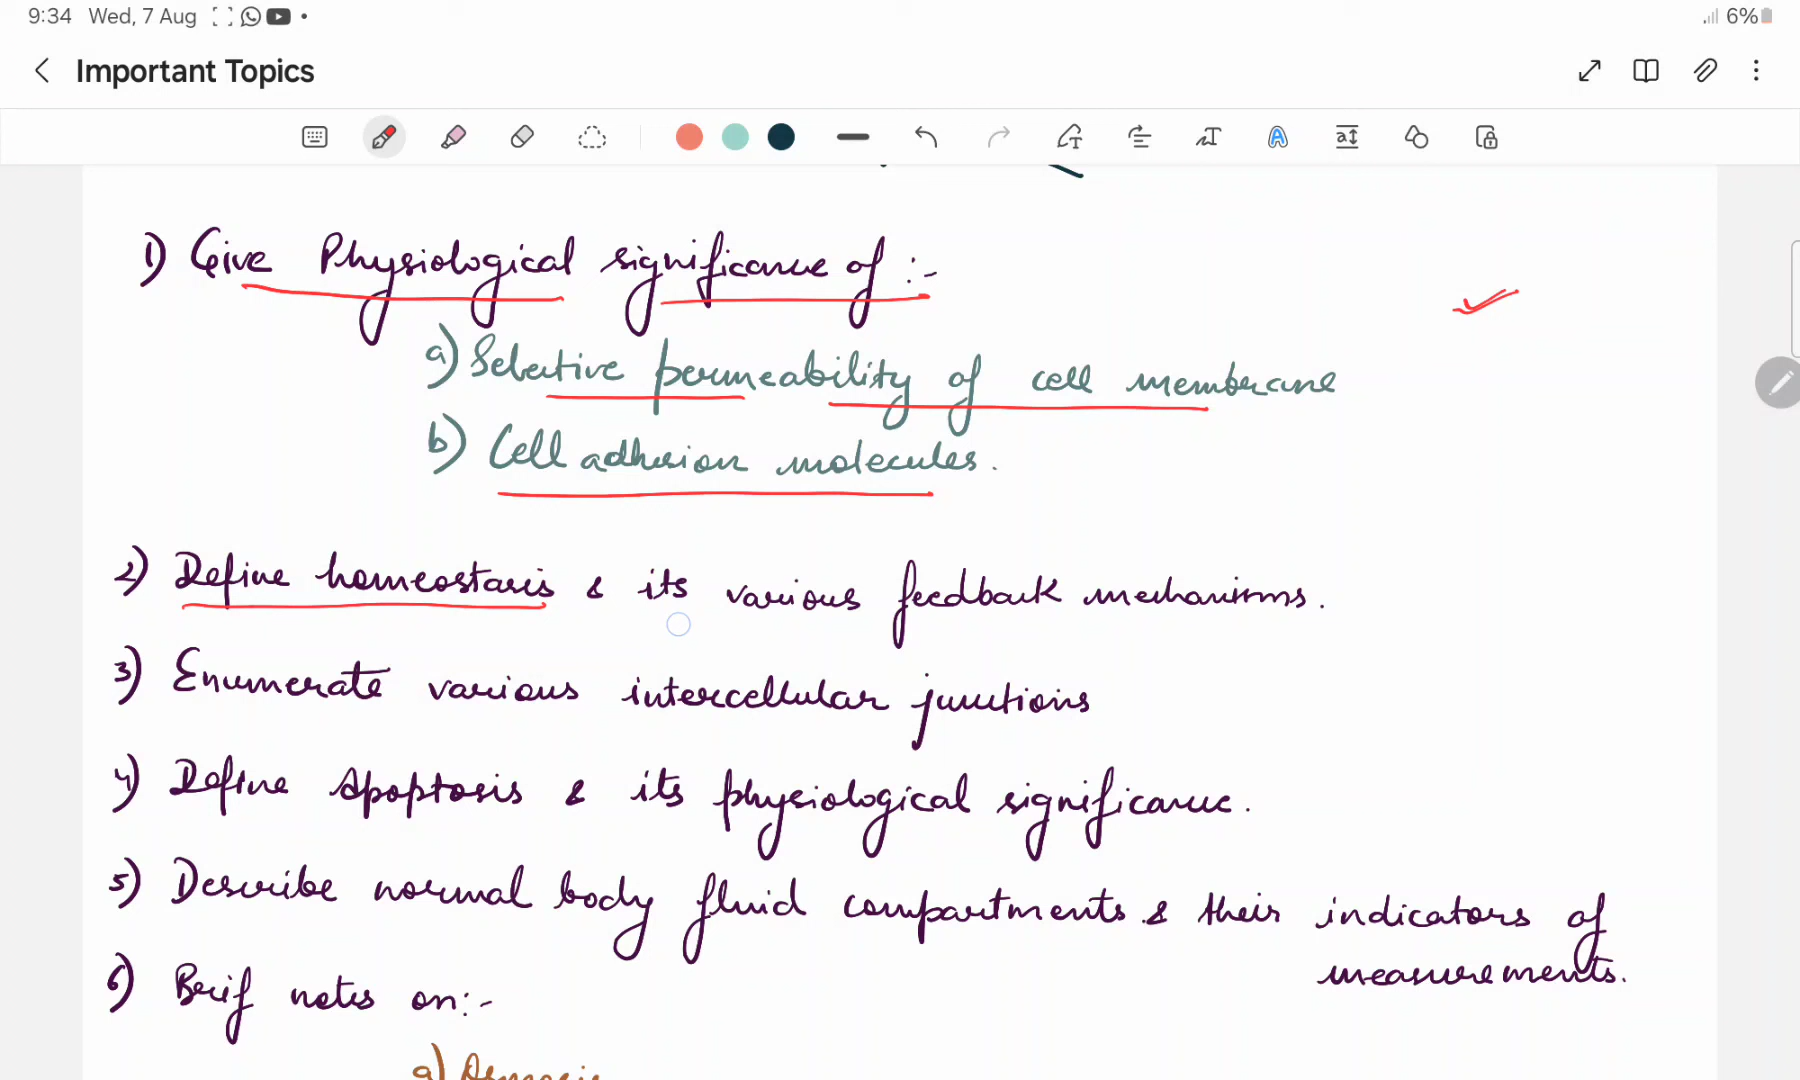 9:34 Wed, 7 Aug
6%
Important Topics
1) Give Physiological significance of :-
a) Selective permeability of cell membrane
b) Cell adhesion molecules.
2) Define homeostasis & its various feedback mechanisms.
3) Enumerate various intercellular junctions
4) Define Apoptosis & its physiological significance.
5) Describe normal body fluid compartments & their indicators of
measurements.
6) Brief notes on:-
a) Osmosis